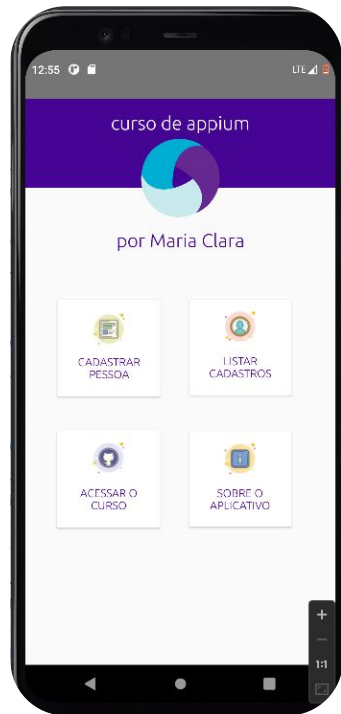 12:55
LTE
curso de appium
por Maria Clara
CADASTRAR
PESSOA
LISTAR
CADASTROS
ACESSAR O
CURSO
SOBRE O
APLICATIVO
+
-
1:1